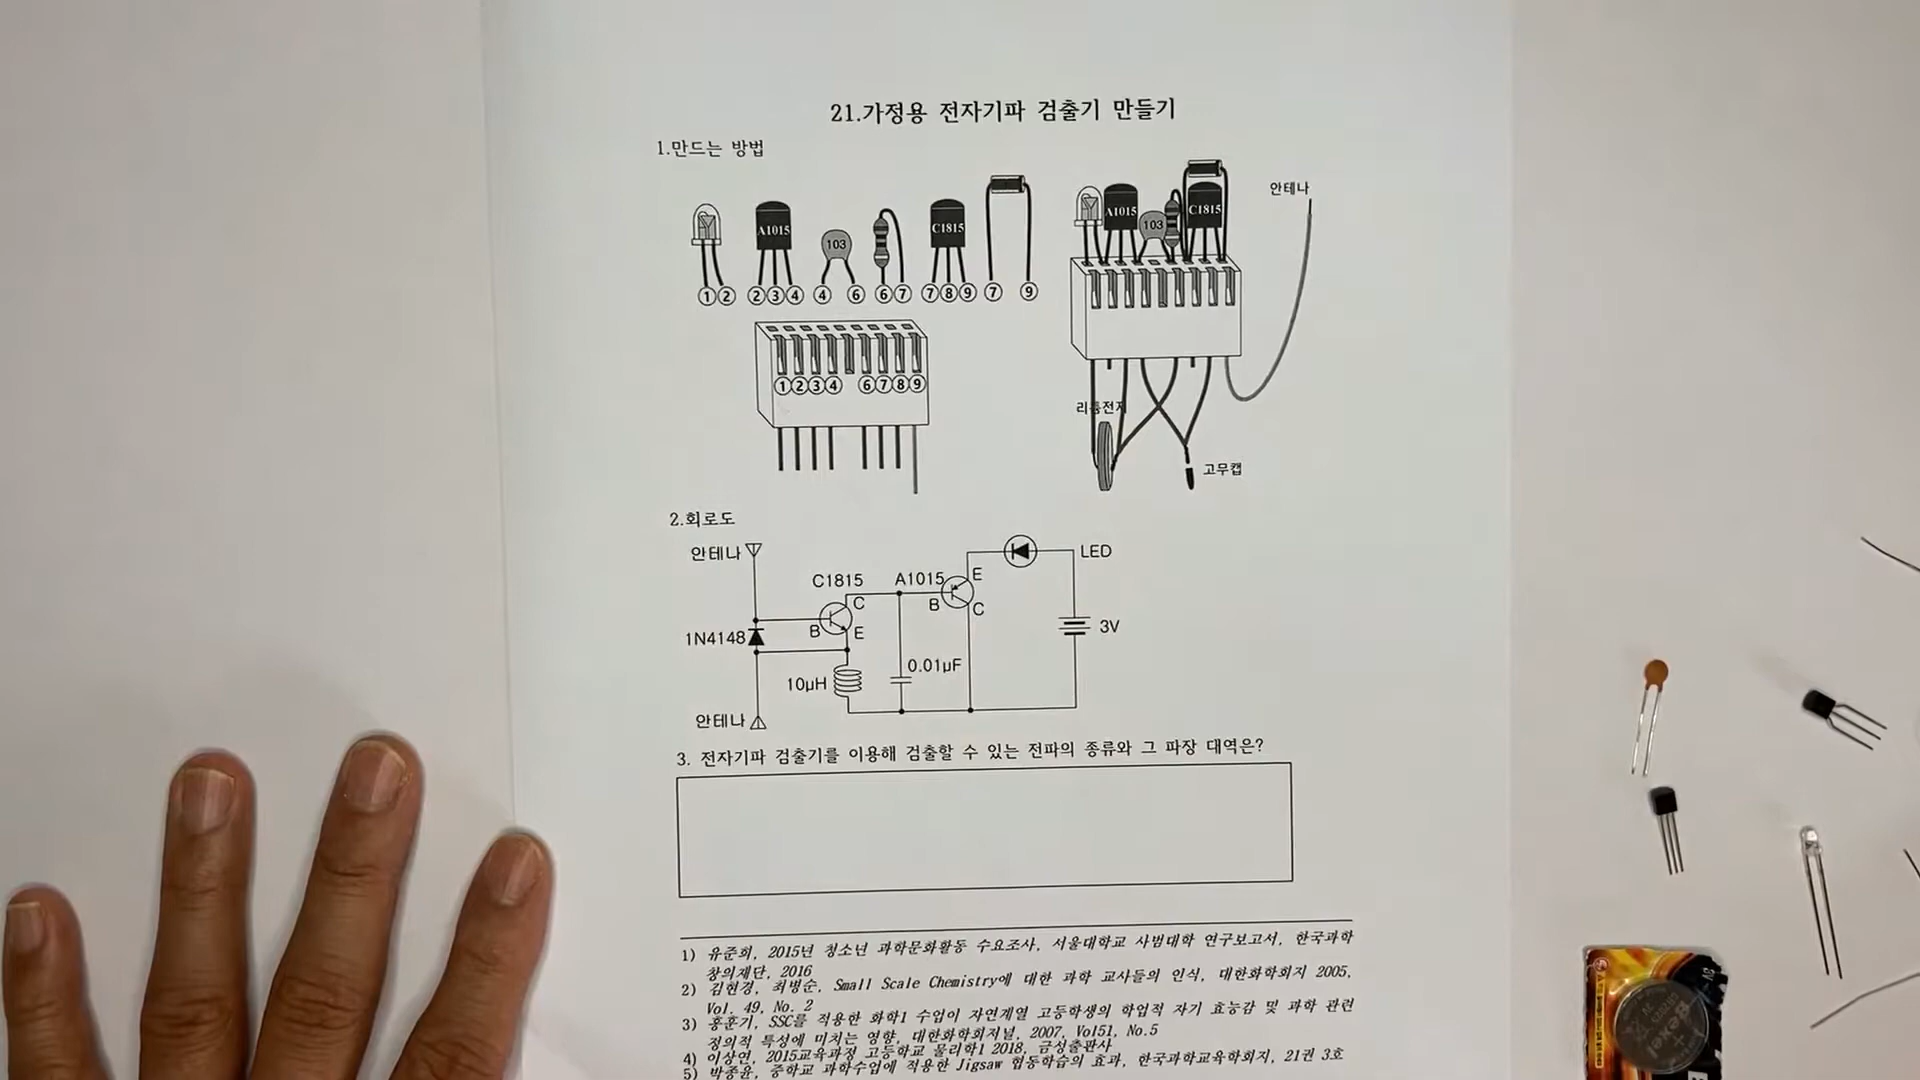 21.가정용 전자기파 검출기 만들기
1.만드는 방법
A1015
103
C1815
①② ②③④ ④ ⑥ ⑥⑦ ⑦⑧⑨ ⑦ ⑨
①②③④ ⑥⑦⑧⑨
A1015
103
C1815
안테나
리튬전지
고무캡
2.회로도
안테나
C1815
A1015
E
LED
C
B
C
B
E
1N4148
3V
0.01μF
10μH
안테나
3. 전자기파 검출기를 이용해 검출할 수 있는 전파의 종류와 그 파장 대역은?
1) 유준희, 2015년 청소년 과학문화활동 수요조사, 서울대학교 사범대학 연구보고서, 한국과학
창의재단, 2016
2) 김현경, 최병순, Small Scale Chemistry에 대한 과학 교사들의 인식, 대한화학회지 2005,
Vol. 49, No. 2
3) 홍훈기, SSC를 적용한 화학1 수업이 자연계열 고등학생의 학업적 자기 효능감 및 과학 관련
정의적 특성에 미치는 영향, 대한화학회저널, 2007, Vol51, No.5
4) 이상연, 2015교육과정 고등학교 물리학1 2018, 금성출판사
5) 박종윤, 중학교 과학수업에 적용한 Jigsaw 협동학습의 효과, 한국과학교육학회지, 21권 3호